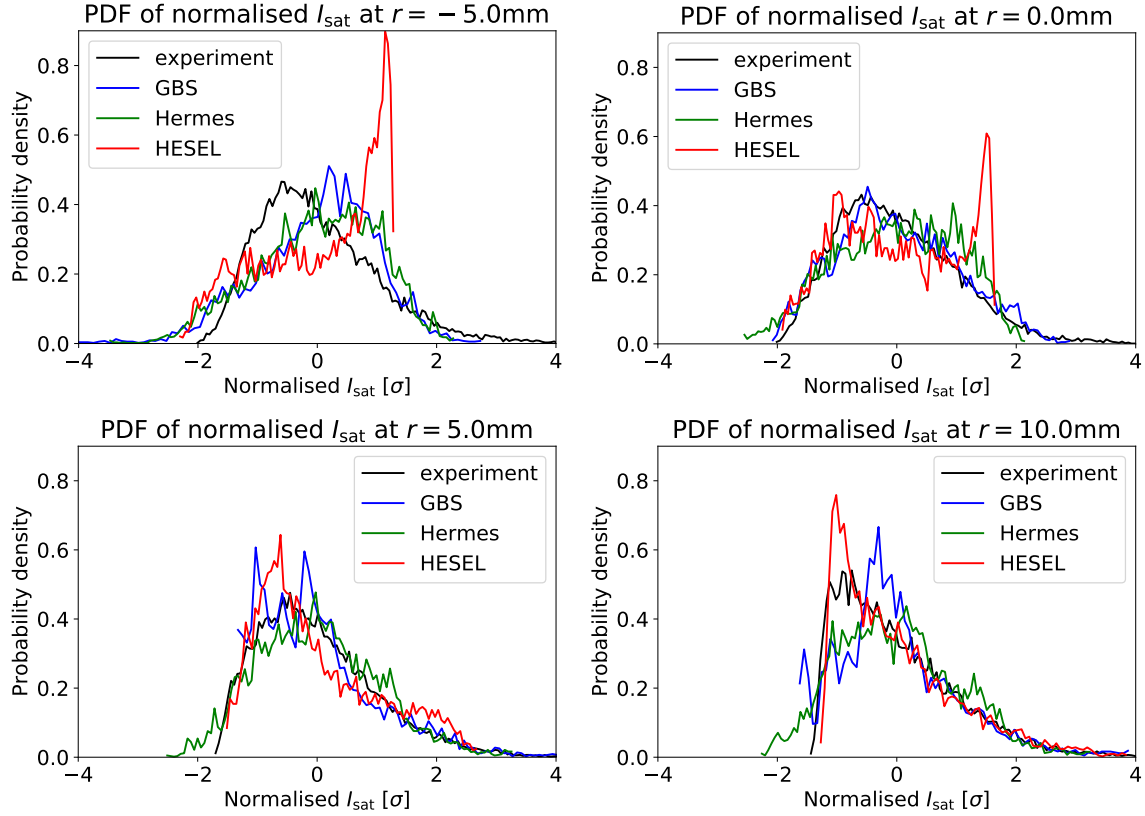 PDF of normalised I_sat at r = − 5.0mm
Probability density
0.8
0.6
0.4
0.2
0.0
experiment
GBS
Hermes
HESEL
−4 −2 0 2 4
Normalised I_sat [σ]
PDF of normalised I_sat at r = 0.0mm
Probability density
0.8
0.6
0.4
0.2
0.0
experiment
GBS
Hermes
HESEL
−4 −2 0 2 4
Normalised I_sat [σ]
PDF of normalised I_sat at r = 5.0mm
Probability density
0.8
0.6
0.4
0.2
0.0
experiment
GBS
Hermes
HESEL
−4 −2 0 2 4
Normalised I_sat [σ]
PDF of normalised I_sat at r = 10.0mm
Probability density
0.8
0.6
0.4
0.2
0.0
experiment
GBS
Hermes
HESEL
−4 −2 0 2 4
Normalised I_sat [σ]